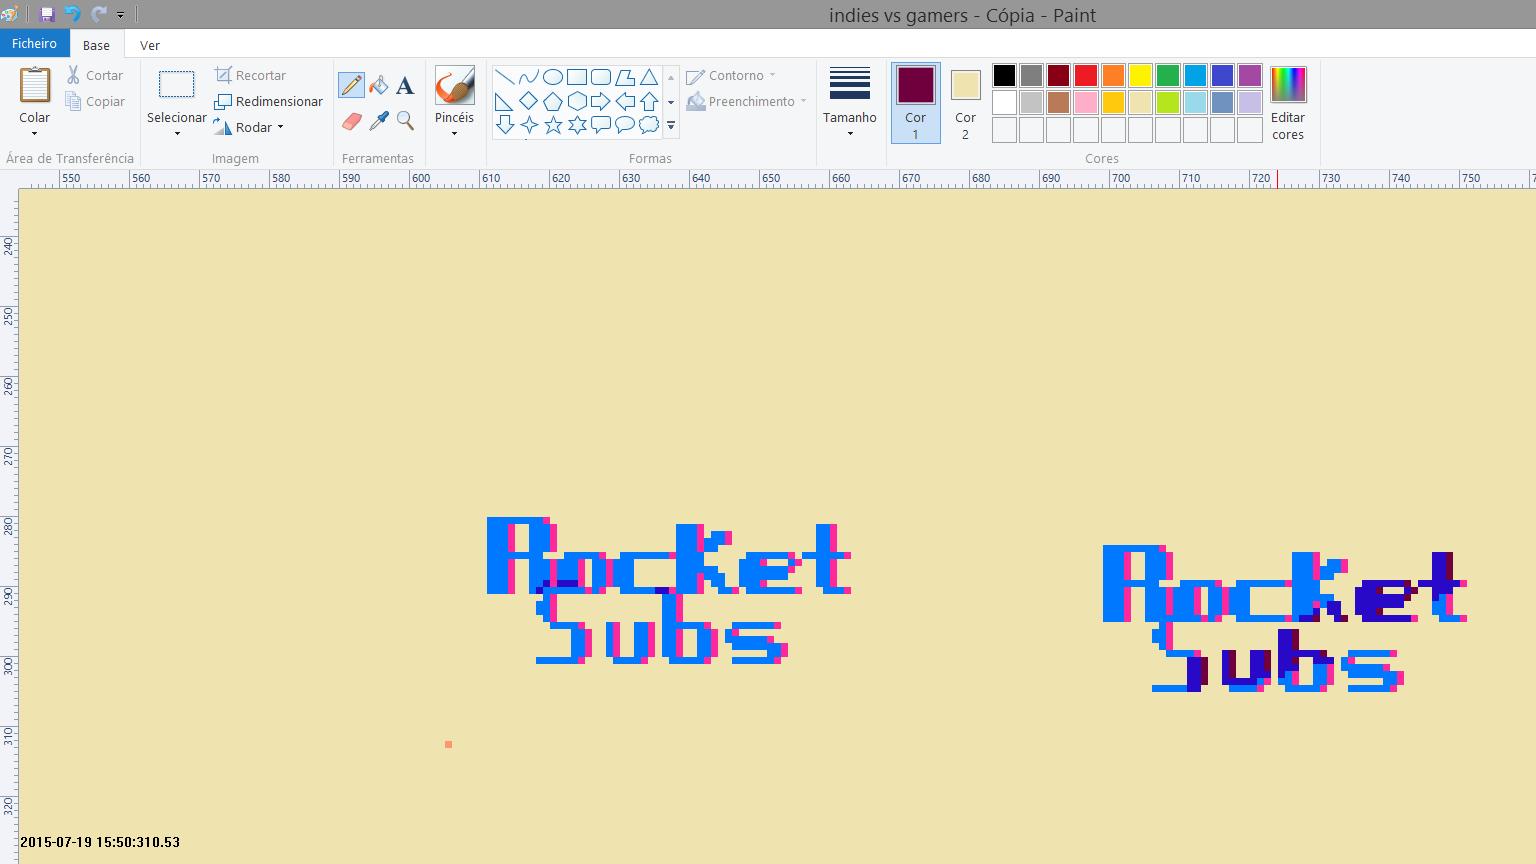 indies vs gamers - Cópia - Paint
Ficheiro Base Ver
Colar
Cortar
Copiar
Área de Transferência
Selecionar
Recortar
Redimensionar
Rodar
Imagem
A
Ferramentas
Pincéis
Formas
Contorno
Preenchimento
Tamanho
Cor
1
Cor
2
Editar
cores
Cores
550 560 570 580 590 600 610 620 630 640 650 660 670 680 690 700 710 720 730 740 750
240
250
260
270
280
290
300
310
320
Rocket
Subs
Rocket
Subs
2015-07-19 15:50:310.53